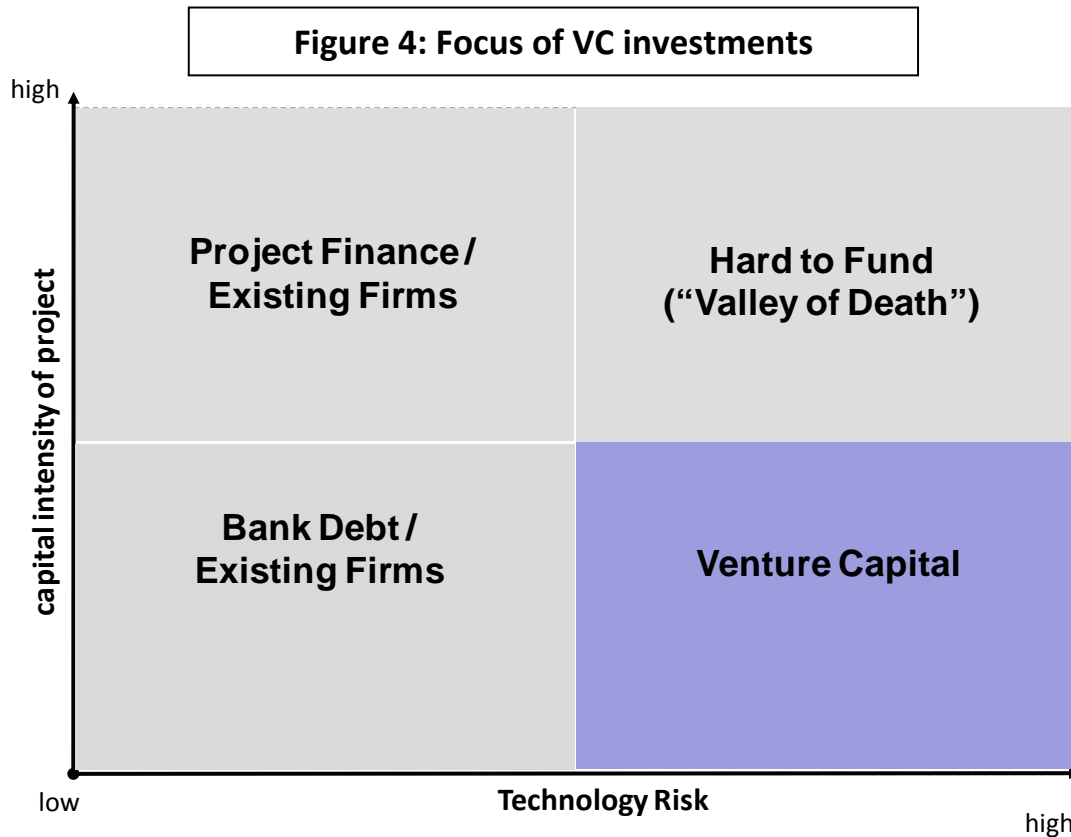 Figure 4: Focus of VC investments
high
Project Finance /
Existing Firms
Hard to Fund
(“Valley of Death”)
capital intensity of project
Bank Debt /
Existing Firms
Venture Capital
low
Technology Risk
high